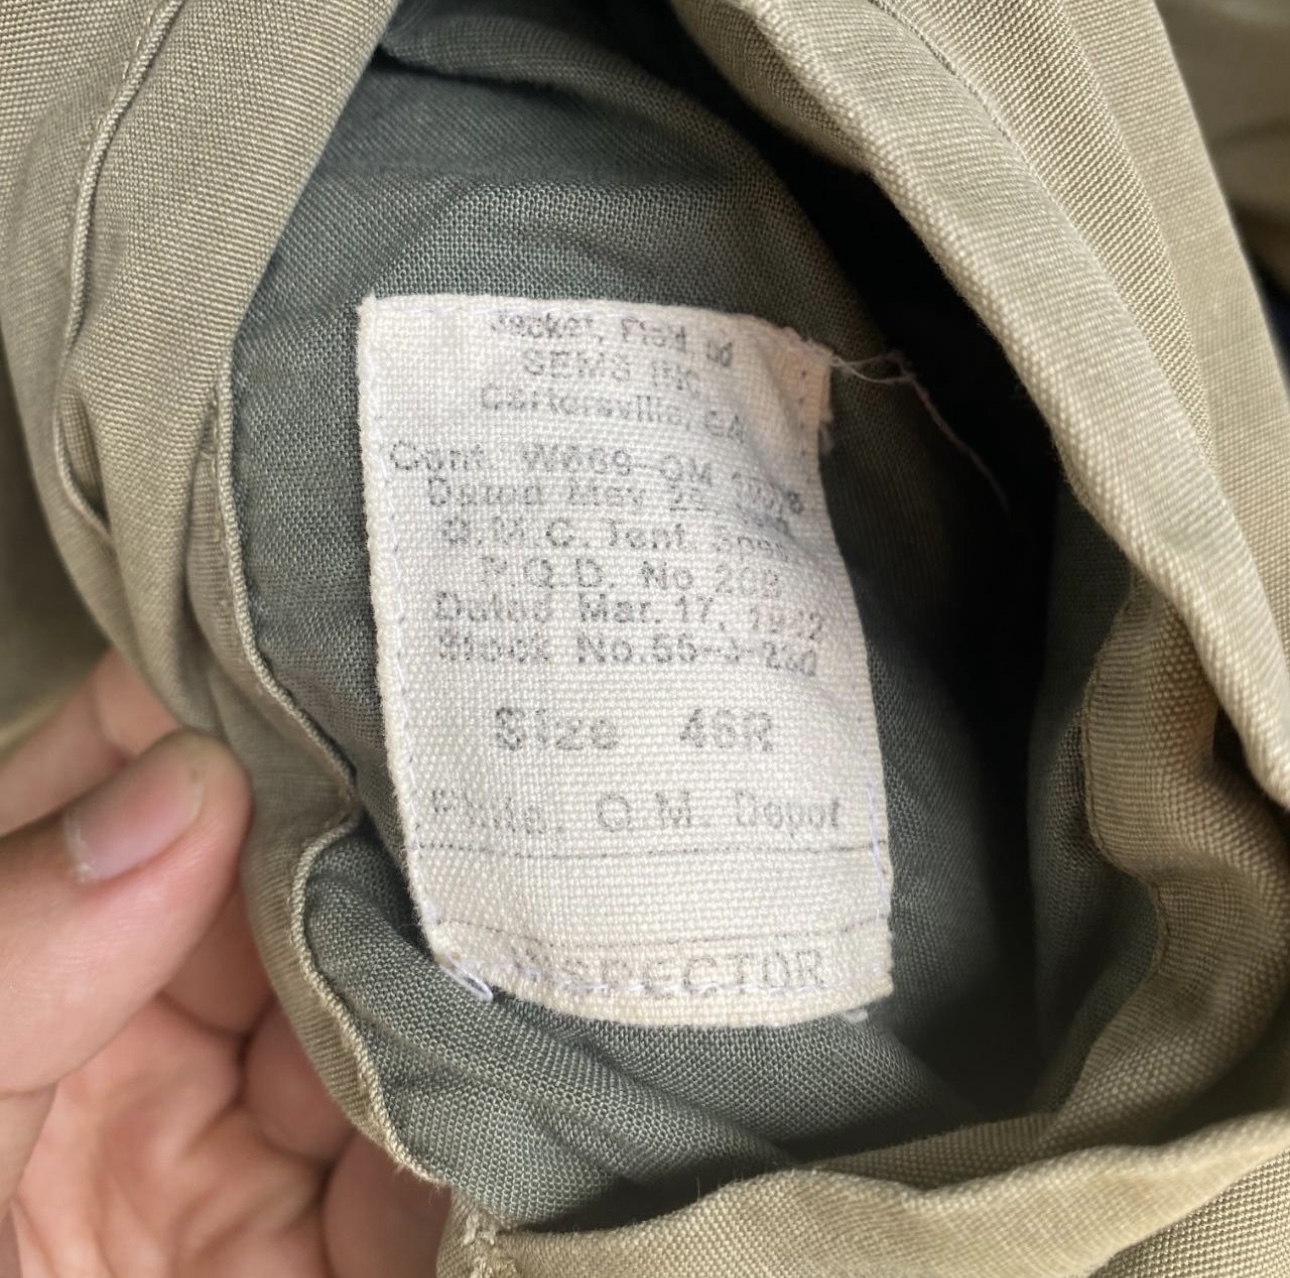 Jacket, Field
SEMS INC.
Cartersville, GA
Cont. W669-QM
Dated May 25,
Q.M.C. Tent. Spec.
P.Q.D. No 20B
Dated Mar. 17,
Stock No.55-J-
Size 46R
Phila. Q.M. Depot
INSPECTOR